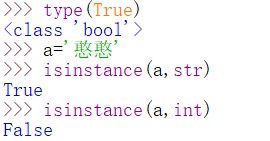 >>> type(True)
<class 'bool'>
>>> a='憨憨'
>>> isinstance(a,str)
True
>>> isinstance(a,int)
False